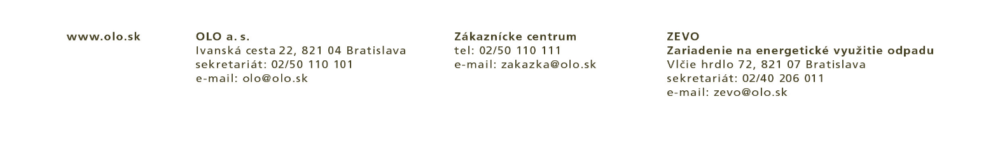 www.olo.sk
OLO a. s.
Ivanská cesta 22, 821 04 Bratislava
sekretariát: 02/50 110 101
e-mail: olo@olo.sk
Zákaznícke centrum
tel: 02/50 110 111
e-mail: zakazka@olo.sk
ZEVO
Zariadenie na energetické využitie odpadu
Vlčie hrdlo 72, 821 07 Bratislava
sekretariát: 02/40 206 011
e-mail: zevo@olo.sk